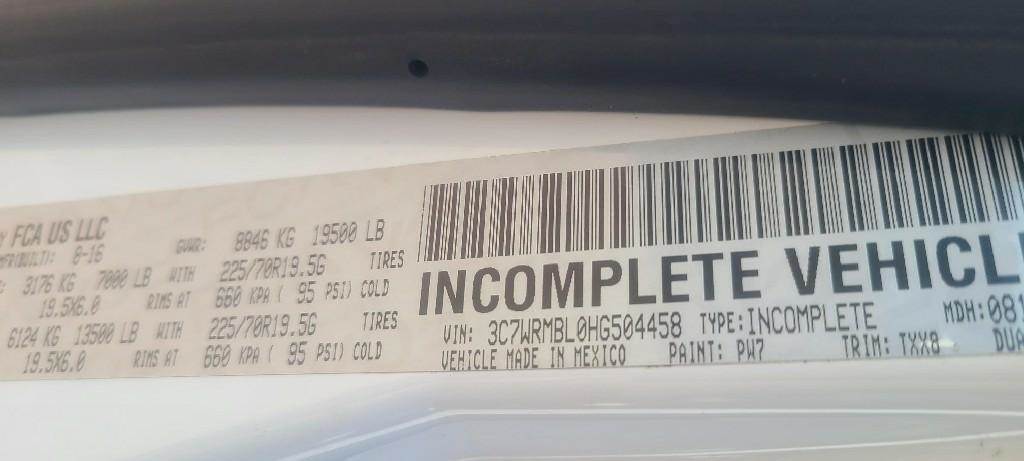 FCA US LLC
8-16
GVWR: 8846 KG 19500 LB
3176 KG 7000 LB WITH 225/70R19.5G TIRES
19.5X6.0 RIMS AT 660 KPA ( 95 PSI) COLD
6124 KG 13500 LB WITH 225/70R19.5G TIRES
19.5X6.0 RIMS AT 660 KPA ( 95 PSI) COLD
INCOMPLETE VEHICL
VIN: 3C7WRMBL0HG504458 TYPE:INCOMPLETE MDH:081
VEHICLE MADE IN MEXICO PAINT: PW7 TRIM: TXX8 DUA